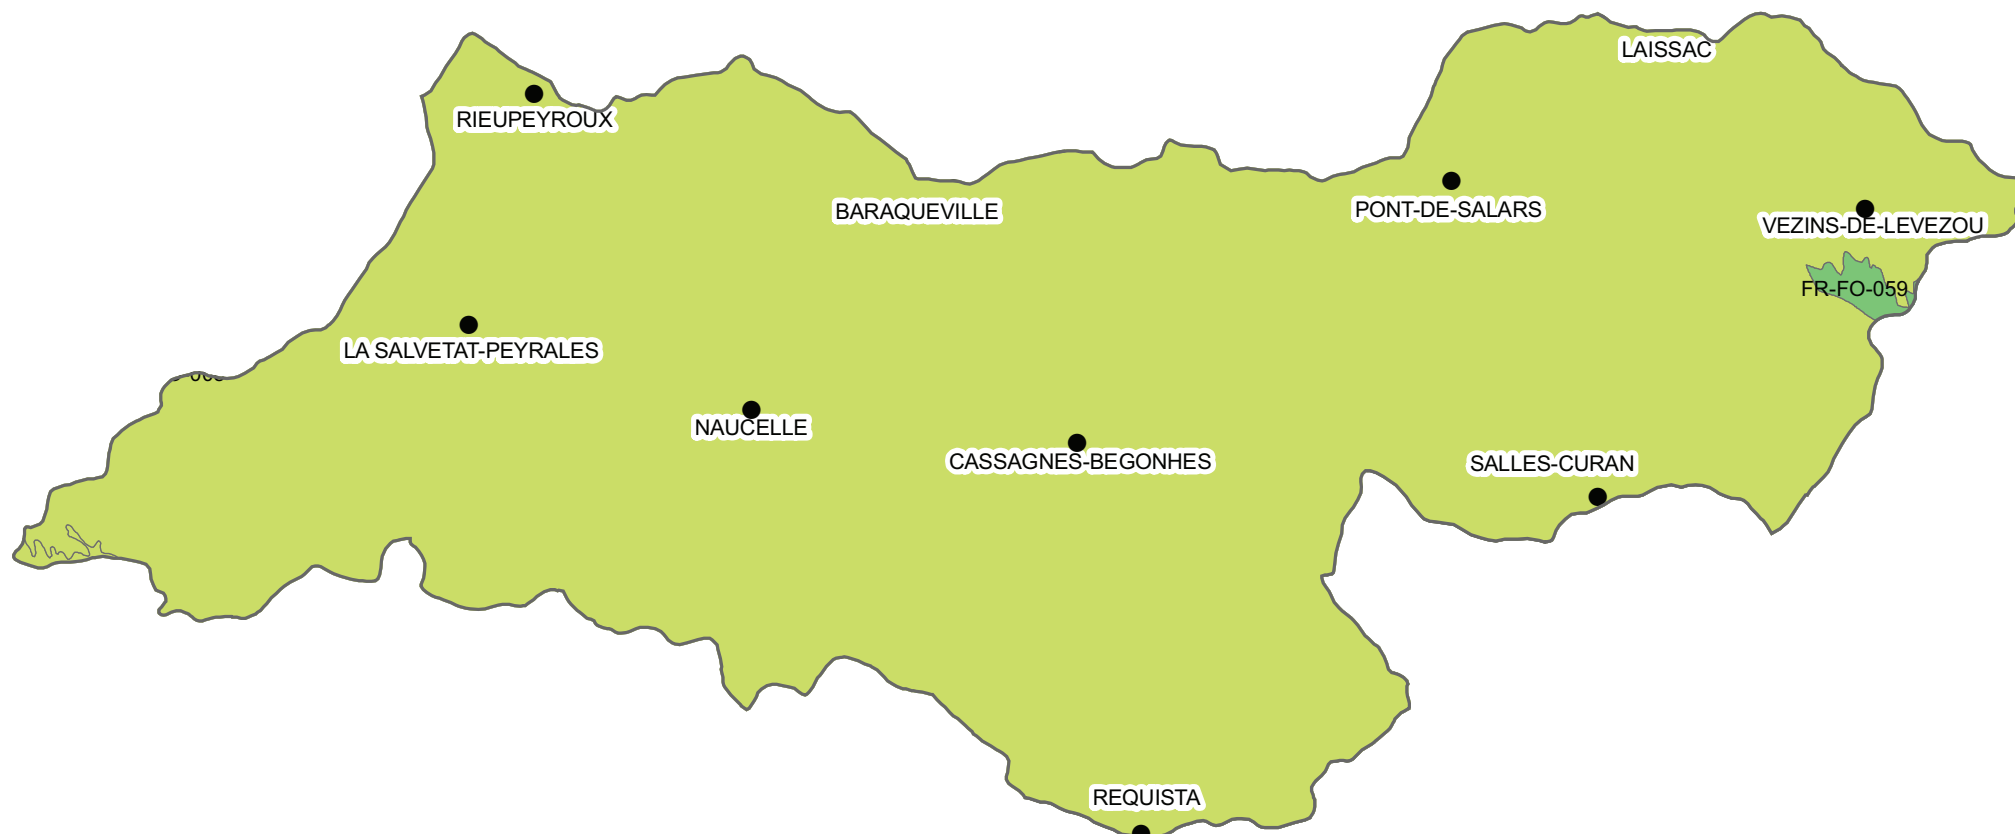 LAISSAC
RIEUPEYROUX
BARAQUEVILLE
PONT-DE-SALARS
VEZINS-DE-LEVEZOU
FR-FO-059
LA SALVETAT-PEYRALES
NAUCELLE
CASSAGNES-BEGONHES
SALLES-CURAN
REQUISTA